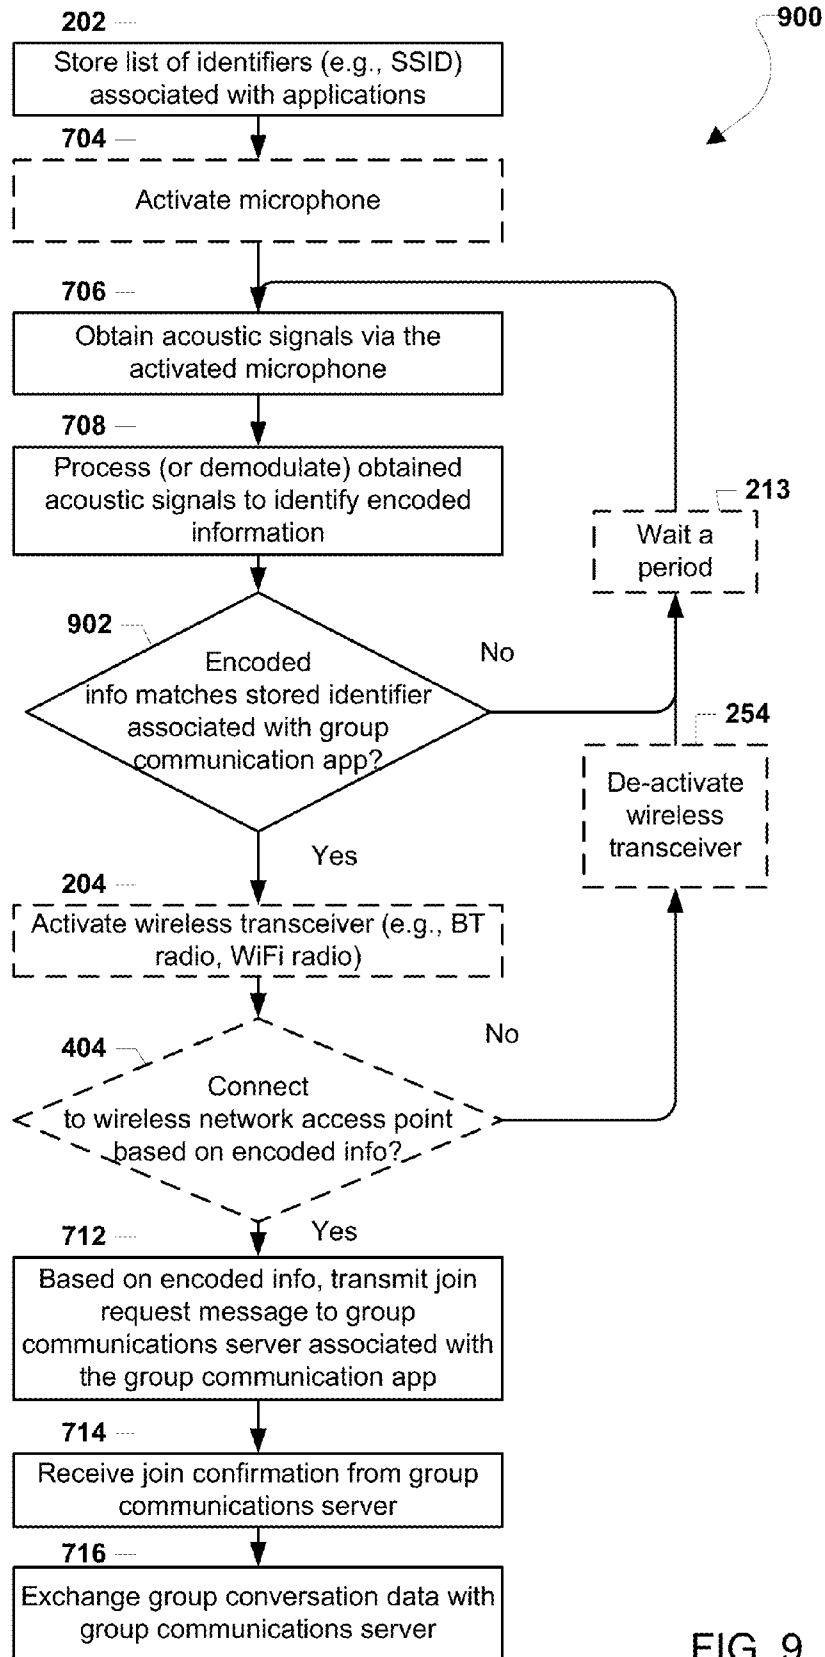 202
900
Store list of identifiers (e.g., SSID)
associated with applications
704
Activate microphone
706
Obtain acoustic signals via the
activated microphone
708
Process (or demodulate) obtained
acoustic signals to identify encoded
information
213
Wait a
period
902
No
Encoded
info matches stored identifier
associated with group
communication app?
254
De-activate
wireless
transceiver
Yes
204
Activate wireless transceiver (e.g., BT
radio, WiFi radio)
No
404
Connect
to wireless network access point
based on encoded info?
Yes
712
Based on encoded info, transmit join
request message to group
communications server associated with
the group communication app
714
Receive join confirmation from group
communications server
716
Exchange group conversation data with
group communications server
FIG. 9